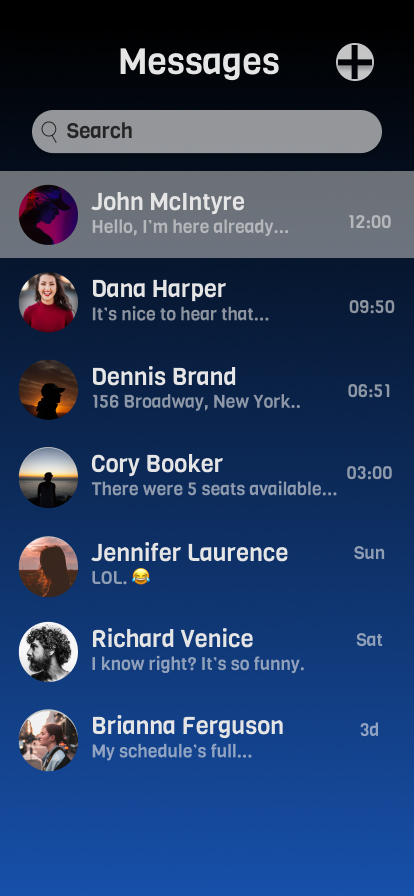 Messages
Search
John McIntyre
Hello, I'm here already...
12:00
Dana Harper
It's nice to hear that...
09:50
Dennis Brand
156 Broadway, New York..
06:51
Cory Booker
There were 5 seats available...
03:00
Jennifer Laurence
LOL. 😂
Sun
Richard Venice
I know right? It's so funny.
Sat
Brianna Ferguson
My schedule's full...
3d